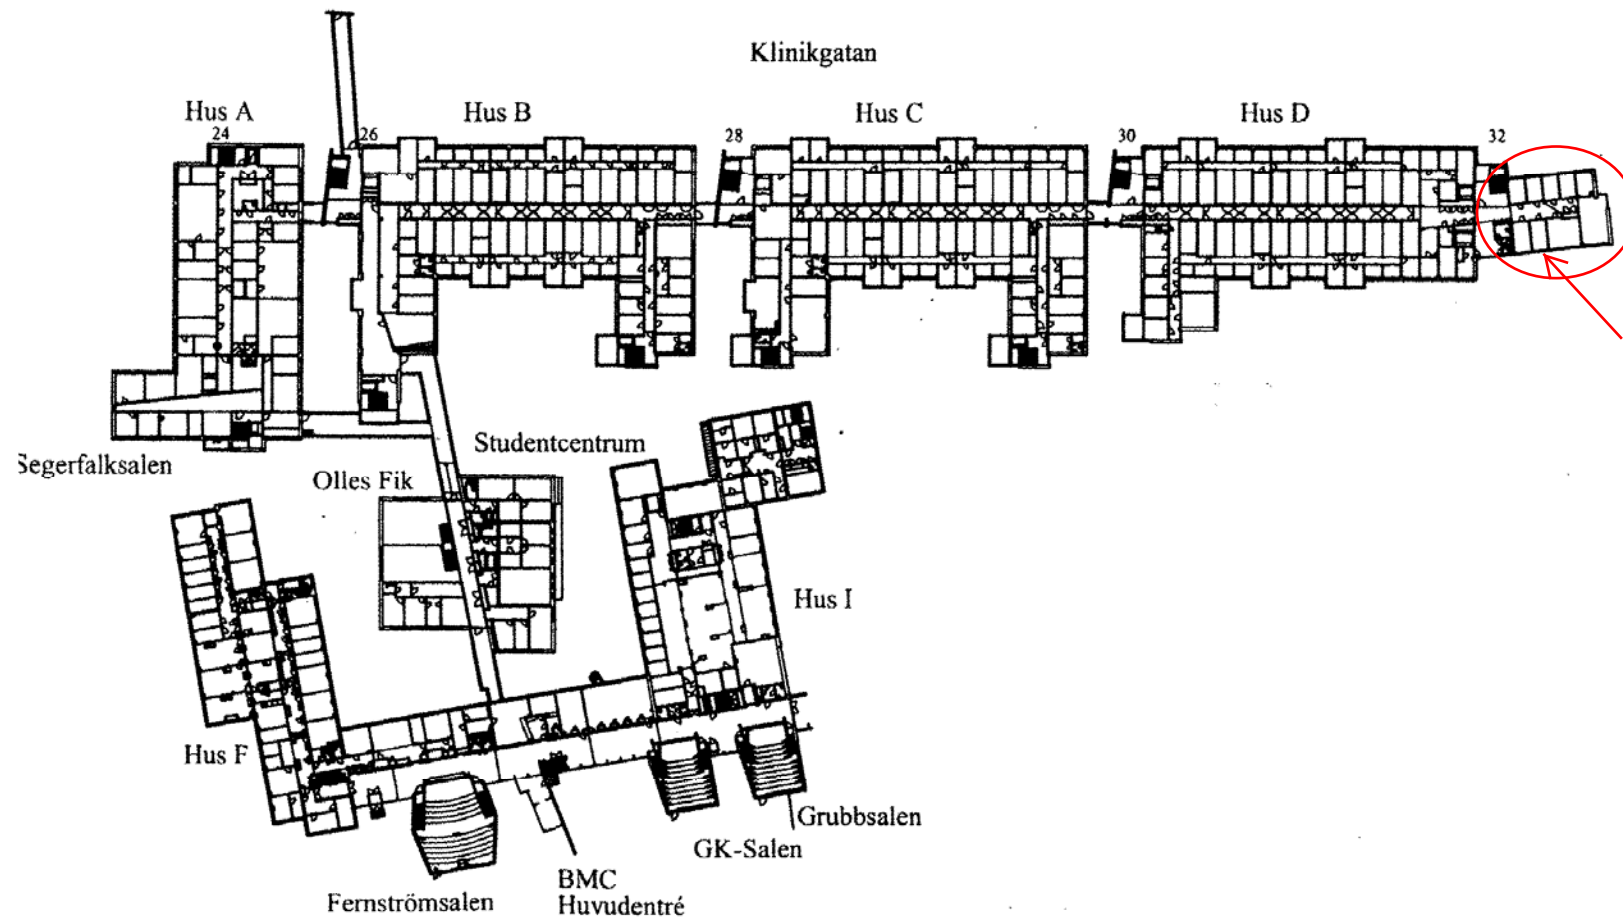 Klinikgatan
Hus A
Hus B
Hus C
Hus D
24
26
28
30
32
Segerfalksalen
Olles Fik
Studentcentrum
Hus I
Hus F
Grubbsalen
GK-Salen
BMC
Huvudentré
Fernströmsalen